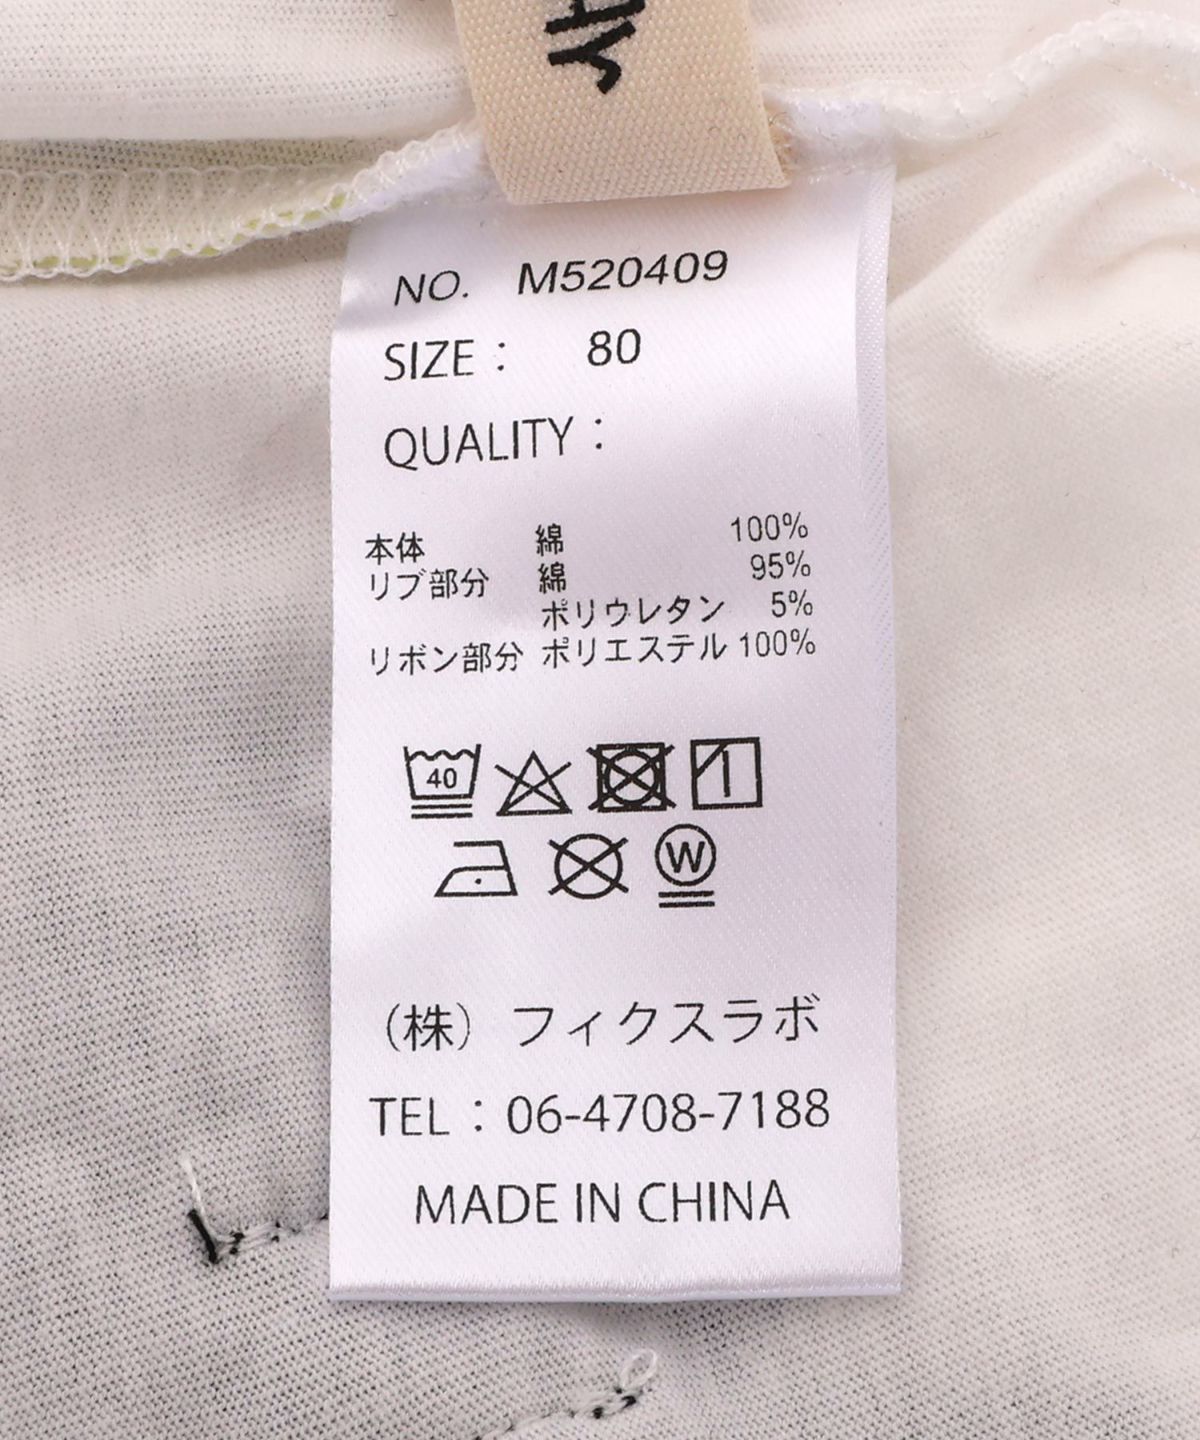 NO. M520409
SIZE： 80
QUALITY：
本体 綿 100%
リブ部分 綿 95%
ポリウレタン 5%
リボン部分 ポリエステル 100%
40
W
（株）フィクスラボ
TEL：06-4708-7188
MADE IN CHINA